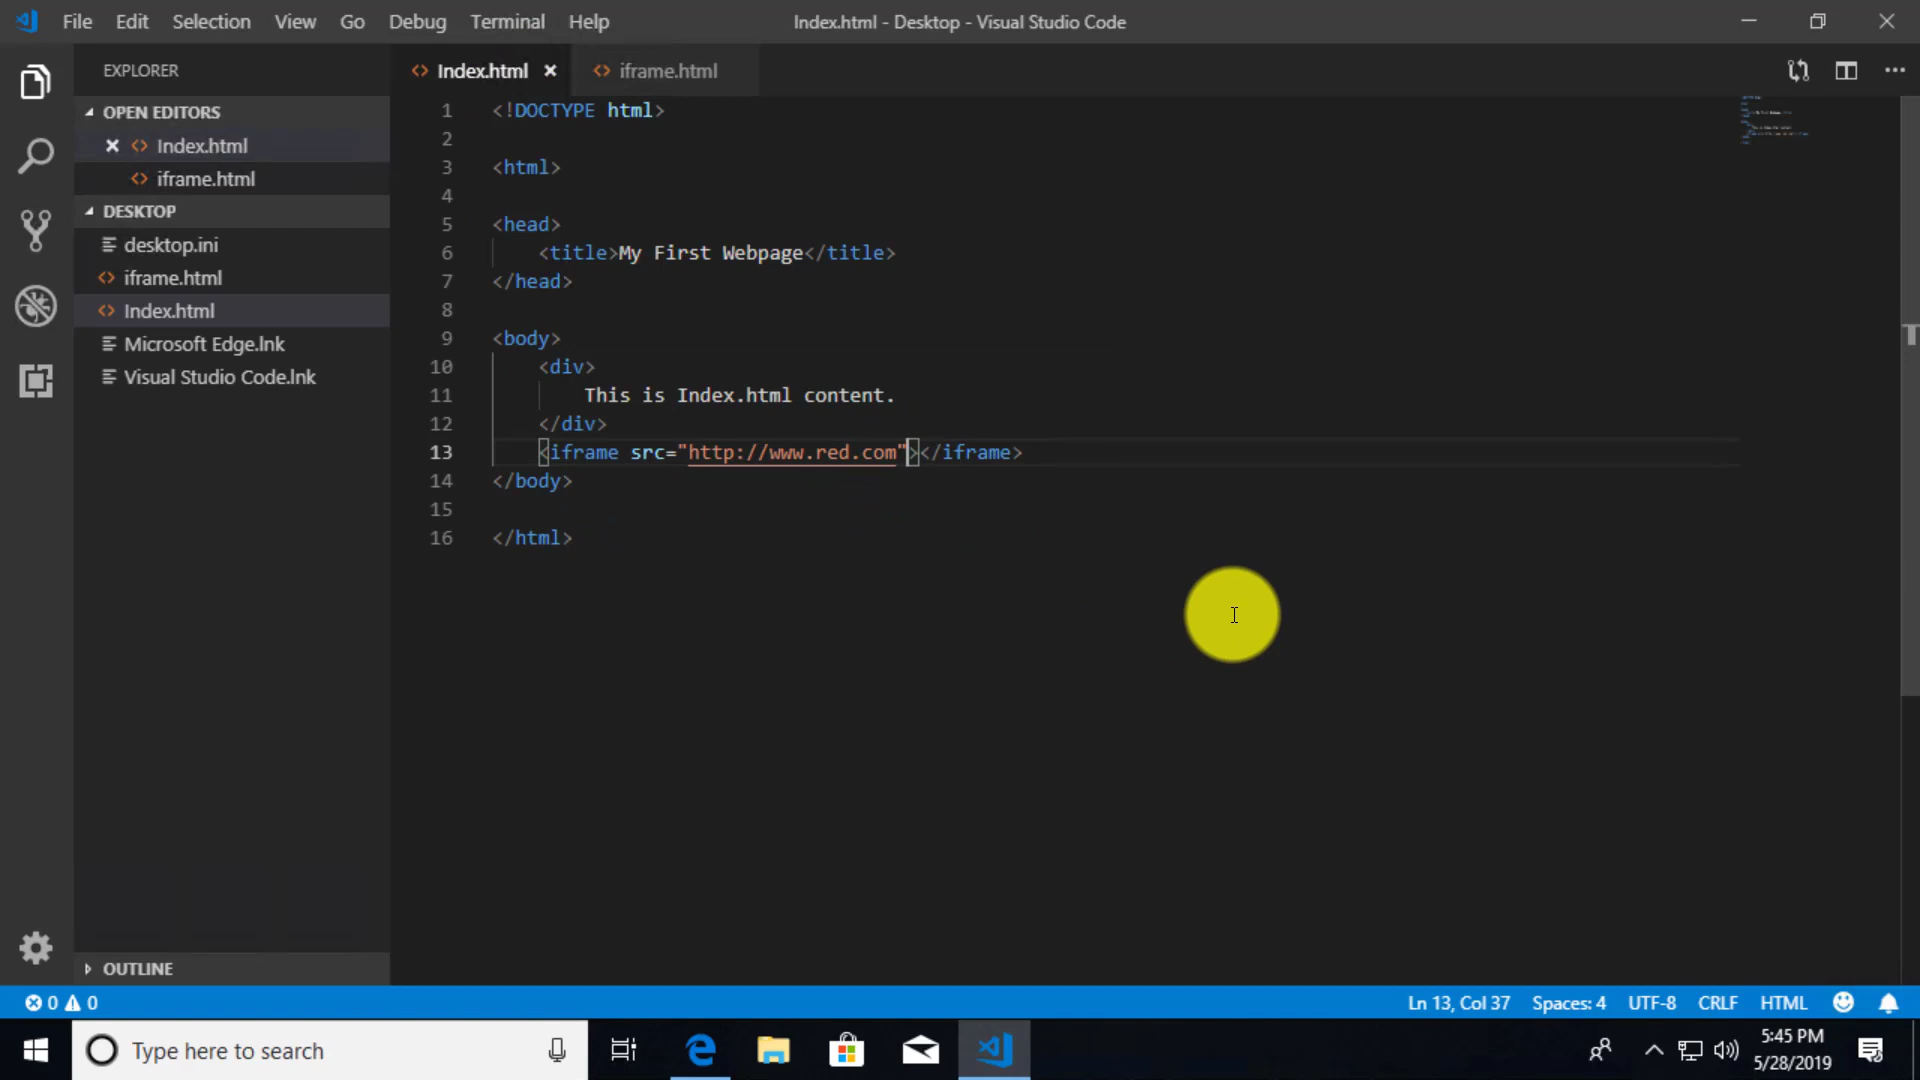 File Edit Selection View Go Debug Terminal Help
Index.html - Desktop - Visual Studio Code
EXPLORER
OPEN EDITORS
Index.html
iframe.html
DESKTOP
desktop.ini
iframe.html
Index.html
Microsoft Edge.lnk
Visual Studio Code.lnk
OUTLINE
Index.html iframe.html
1 <!DOCTYPE html>
2
3 <html>
4
5 <head>
6 <title>My First Webpage</title>
7 </head>
8
9 <body>
10 <div>
11 This is Index.html content.
12 </div>
13 <iframe src="http://www.red.com"></iframe>
14 </body>
15
16 </html>
0 0
Ln 13, Col 37 Spaces: 4 UTF-8 CRLF HTML
Type here to search
5:45 PM
5/28/2019